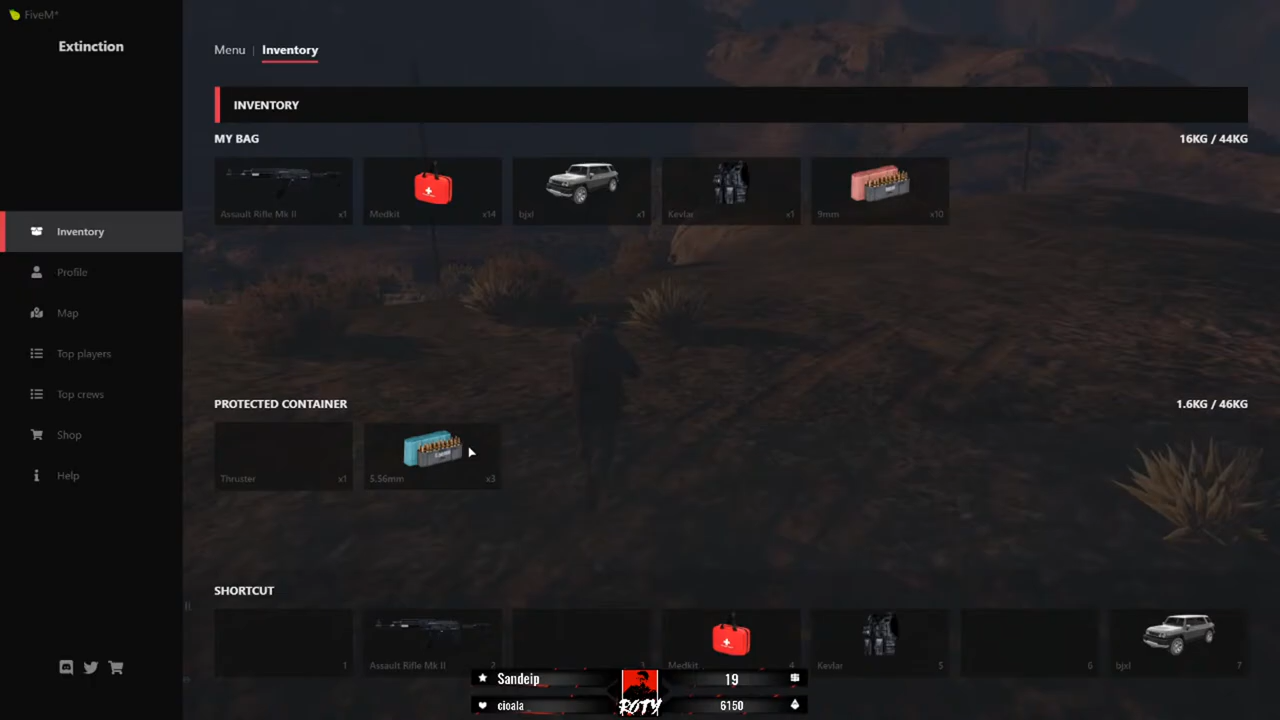 FiveM*
Extinction
Menu | Inventory
INVENTORY
MY BAG 16KG / 44KG
Assault Rifle Mk II x1
Medkit x14
bjxl x1
Kevlar x1
9mm x10
Inventory
Profile
Map
Top players
Top crews
Shop
Help
PROTECTED CONTAINER 1.6KG / 46KG
Thruster x1
5.56mm x3
SHORTCUT
1
Assault Rifle Mk II 2
3
Medkit 4
Kevlar 5
6
bjxl 7
Sandeip 19
cioala 6150
ROTY